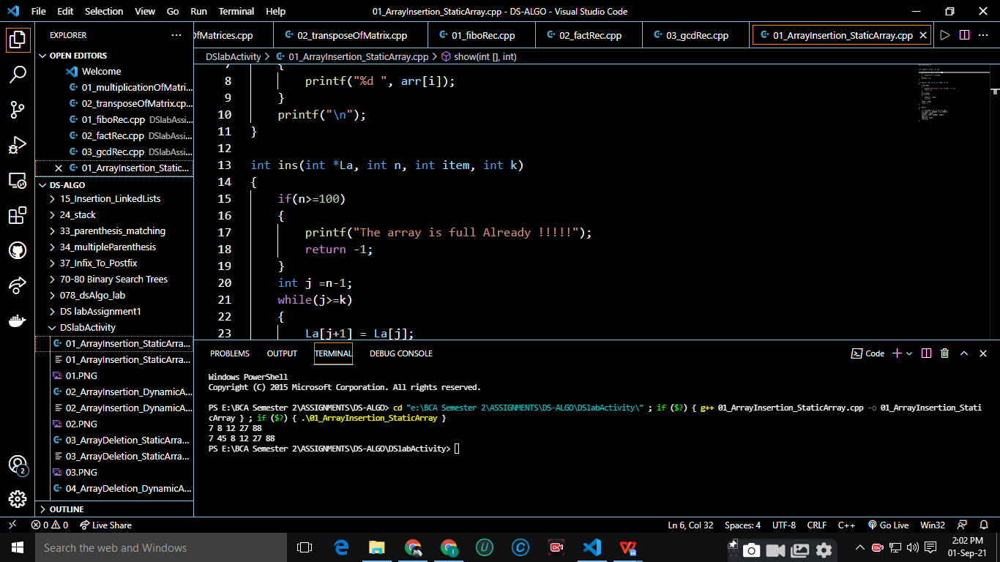 File Edit Selection View Go Run Terminal Help 01_ArrayInsertion_StaticArray.cpp - DS-ALGO - Visual Studio Code
EXPLORER ···
OfMatrices.cpp 02_transposeOfMatrix.cpp 01_fiboRec.cpp 02_factRec.cpp 03_gcdRec.cpp 01_ArrayInsertion_StaticArray.cpp
DSlabActivity > 01_ArrayInsertion_StaticArray.cpp > show(int [], int)
OPEN EDITORS
Welcome
01_multiplicationOfMatri...
02_transposeOfMatrix.cp...
01_fiboRec.cpp DSlabAssi...
02_factRec.cpp DSlabAssi...
03_gcdRec.cpp DSlabAssi...
01_ArrayInsertion_Static...
DS-ALGO
15_Insertion_LinkedLists
24_stack
33_parenthesis_matching
34_multipleParenthesis
37_Infix_To_Postfix
70-80 Binary Search Trees
078_dsAlgo_lab
DS labAssignment1
DSlabActivity
01_ArrayInsertion_StaticArra...
01_ArrayInsertion_StaticArra...
01.PNG
02_ArrayInsertion_DynamicA...
02_ArrayInsertion_DynamicA...
02.PNG
03_ArrayDeletion_StaticArra...
03_ArrayDeletion_StaticArra...
03.PNG
04_ArrayDeletion_DynamicA...
OUTLINE
7 {
8 printf("%d ", arr[i]);
9 }
10 printf("\n");
11 }
12
13 int ins(int *La, int n, int item, int k)
14 {
15 if(n>=100)
16 {
17 printf("The array is full Already !!!!!");
18 return -1;
19 }
20 int j =n-1;
21 while(j>=k)
22 {
23 La[j+1] = La[j];
PROBLEMS OUTPUT TERMINAL DEBUG CONSOLE Code
Windows PowerShell
Copyright (C) 2015 Microsoft Corporation. All rights reserved.
PS E:\BCA Semester 2\ASSIGNMENTS\DS-ALGO> cd "e:\BCA Semester 2\ASSIGNMENTS\DS-ALGO\DSlabActivity\" ; if ($?) { g++ 01_ArrayInsertion_StaticArray.cpp -o 01_ArrayInsertion_Stati
cArray } ; if ($?) { .\01_ArrayInsertion_StaticArray }
7 8 12 27 88
7 45 8 12 27 88
PS E:\BCA Semester 2\ASSIGNMENTS\DS-ALGO\DSlabActivity>
2
0 0 Live Share Ln 6, Col 32 Spaces: 4 UTF-8 CRLF C++ Go Live Win32
Search the web and Windows
2:02 PM
01-Sep-21